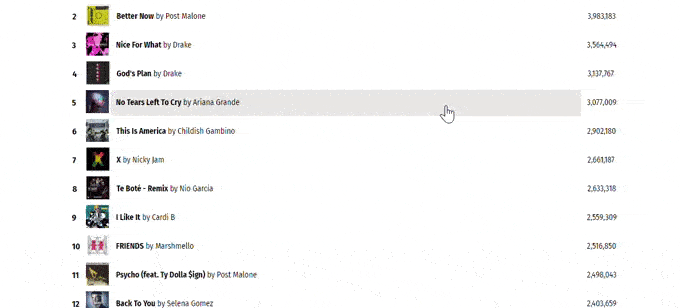 2 Better Now by Post Malone 3,983,183
3 Nice For What by Drake 3,564,494
4 God's Plan by Drake 3,137,767
5 No Tears Left To Cry by Ariana Grande 3,077,009
6 This Is America by Childish Gambino 2,902,180
7 X by Nicky Jam 2,661,187
8 Te Boté - Remix by Nio Garcia 2,633,318
9 I Like It by Cardi B 2,559,309
10 FRIENDS by Marshmello 2,516,850
11 Psycho (feat. Ty Dolla $ign) by Post Malone 2,498,043
12 Back To You by Selena Gomez 2,403,659